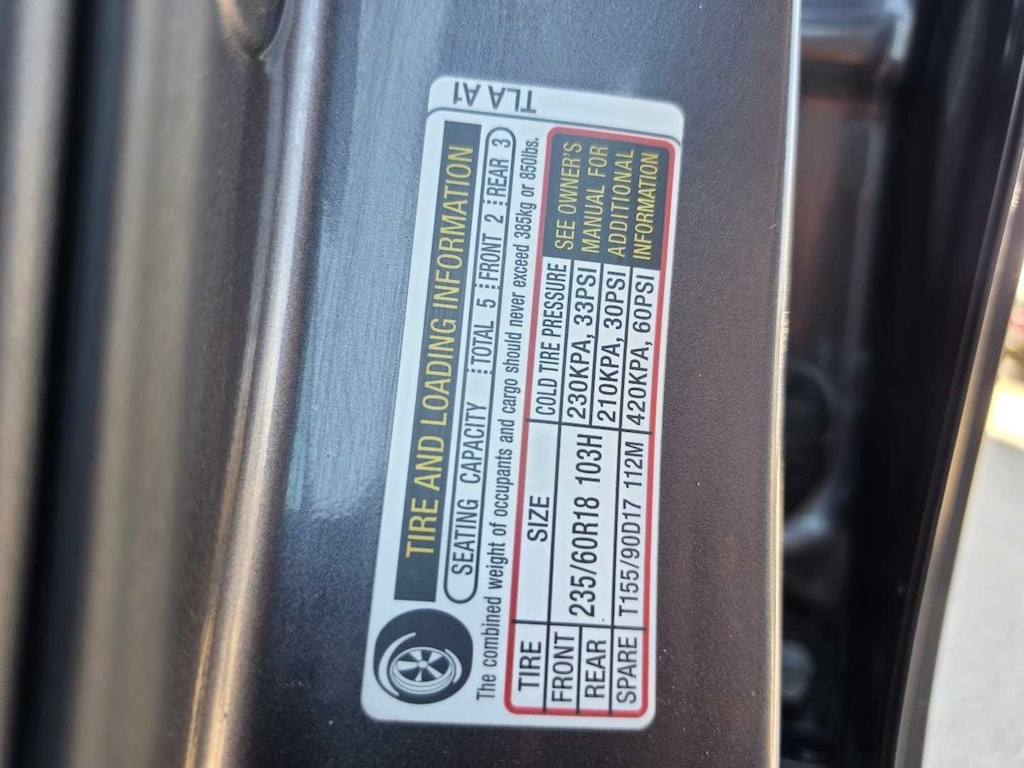 TLA A1
TIRE AND LOADING INFORMATION
SEATING CAPACITY TOTAL 5 FRONT 2 REAR 3
The combined weight of occupants and cargo should never exceed 385kg or 850lbs.
TIRE SIZE COLD TIRE PRESSURE
FRONT 235/60R18 103H 230KPA, 33PSI
REAR 210KPA, 30PSI
SPARE T155/90D17 112M 420KPA, 60PSI
SEE OWNER'S
MANUAL FOR
ADDITIONAL
INFORMATION